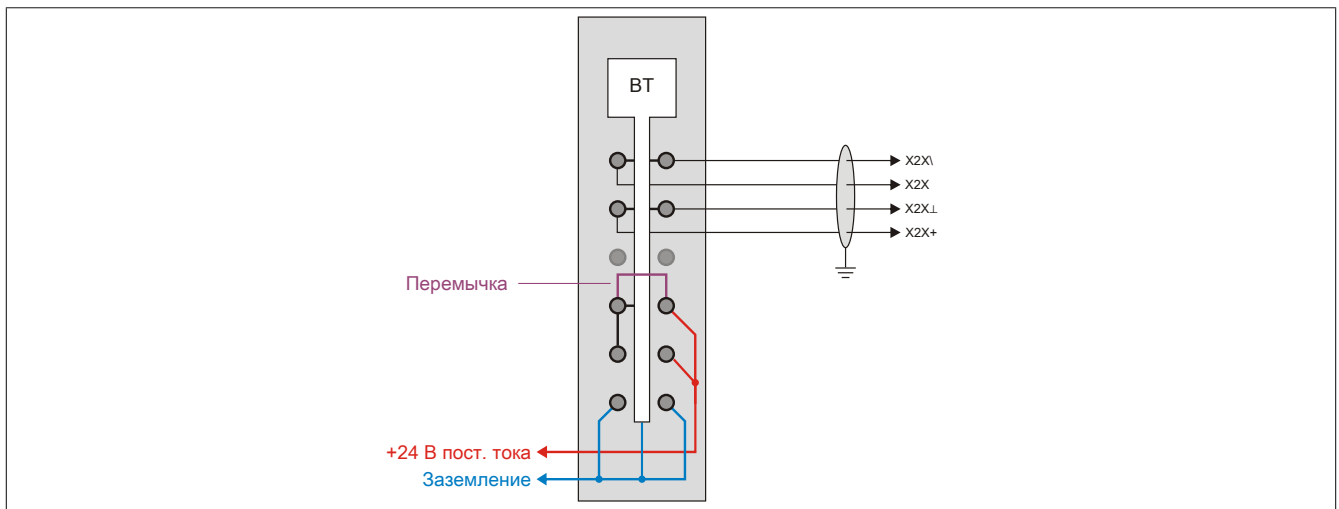 BT
X2X\
X2X
X2X⊥
X2X+
Перемычка
+24 В пост. тока
Заземление